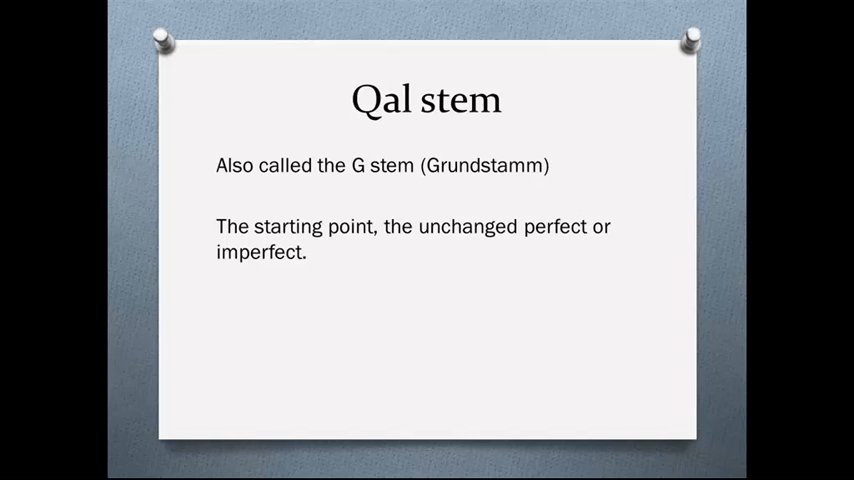 Qal stem
Also called the G stem (Grundstamm)
The starting point, the unchanged perfect or
imperfect.